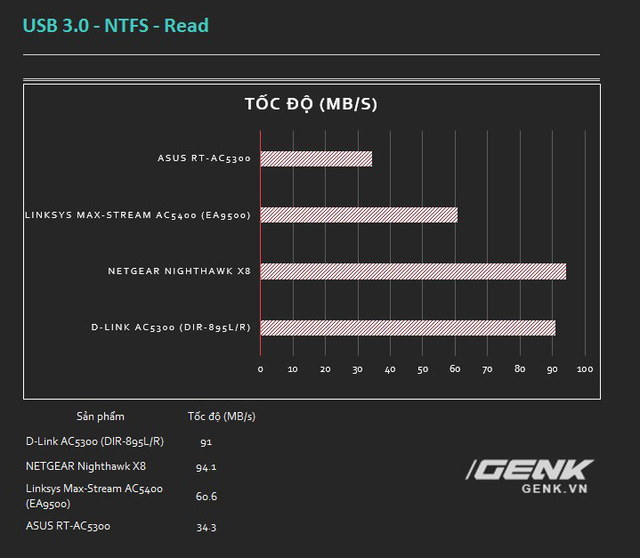 USB 3.0 - NTFS - Read
TỐC ĐỘ (MB/S)
ASUS RT-AC5300
LINKSYS MAX-STREAM AC5400 (EA9500)
NETGEAR NIGHTHAWK X8
D-LINK AC5300 (DIR-895L/R)
0 10 20 30 40 50 60 70 80 90 100
Sản phẩm Tốc độ (MB/s)
D-Link AC5300 (DIR-895L/R) 91
NETGEAR Nighthawk X8 94.1
Linksys Max-Stream AC5400
(EA9500) 60.6
ASUS RT-AC5300 34.3
GENK
GENK.VN